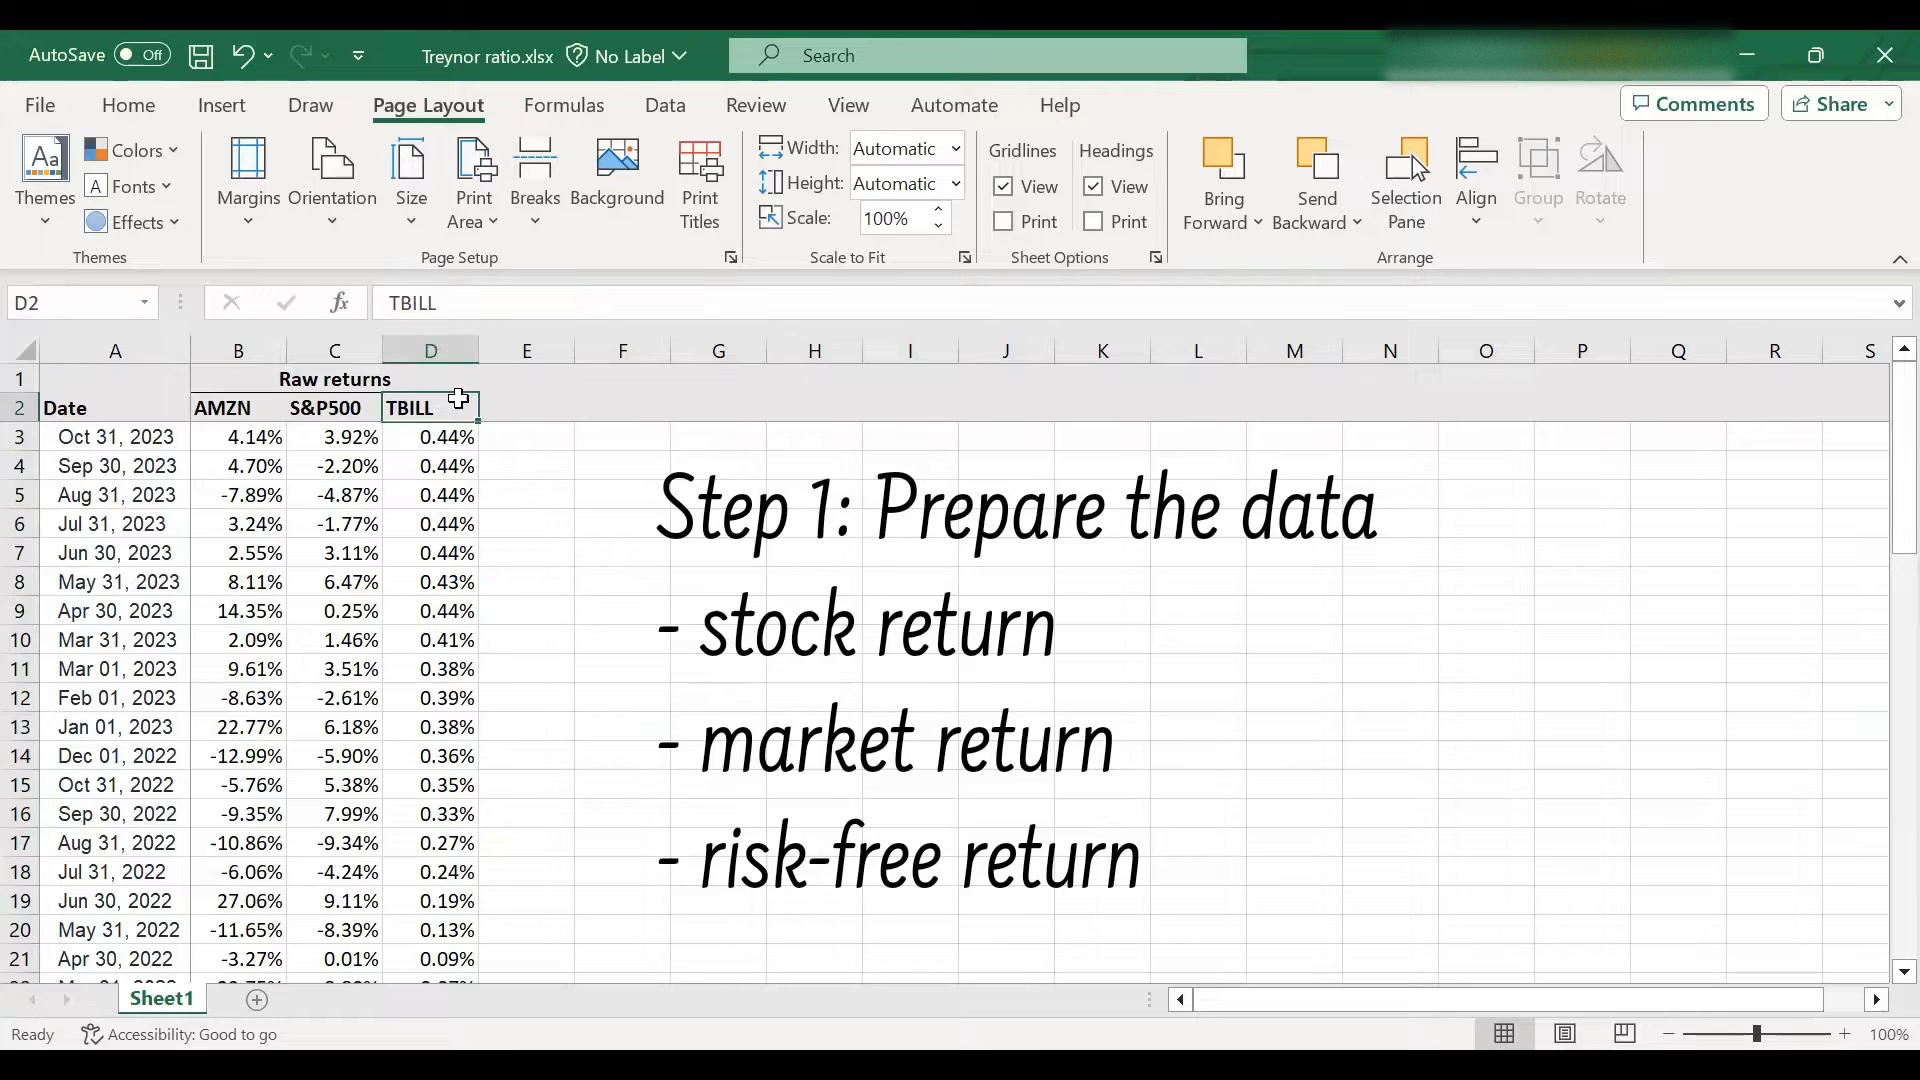 AutoSave Off Treynor ratio.xlsx No Label Search
File Home Insert Draw Page Layout Formulas Data Review View Automate Help Comments Share
Aa Colors Width: Automatic Gridlines Headings
A Fonts Height: Automatic View View
Themes Margins Orientation Size Print Breaks Background Print Bring Send Selection Align Group Rotate
Effects Area Titles Scale: 100% Print Print Forward Backward Pane
Themes Page Setup Scale to Fit Sheet Options Arrange
D2 fx TBILL
A B C D E F G H I J K L M N O P Q R S
1 Raw returns
2 Date AMZN S&P500 TBILL
3 Oct 31, 2023 4.14% 3.92% 0.44%
4 Sep 30, 2023 4.70% -2.20% 0.44%
5 Aug 31, 2023 -7.89% -4.87% 0.44%
6 Jul 31, 2023 3.24% -1.77% 0.44%
7 Jun 30, 2023 2.55% 3.11% 0.44%
8 May 31, 2023 8.11% 6.47% 0.43%
9 Apr 30, 2023 14.35% 0.25% 0.44%
10 Mar 31, 2023 2.09% 1.46% 0.41%
11 Mar 01, 2023 9.61% 3.51% 0.38%
12 Feb 01, 2023 -8.63% -2.61% 0.39%
13 Jan 01, 2023 22.77% 6.18% 0.38%
14 Dec 01, 2022 -12.99% -5.90% 0.36%
15 Oct 31, 2022 -5.76% 5.38% 0.35%
16 Sep 30, 2022 -9.35% 7.99% 0.33%
17 Aug 31, 2022 -10.86% -9.34% 0.27%
18 Jul 31, 2022 -6.06% -4.24% 0.24%
19 Jun 30, 2022 27.06% 9.11% 0.19%
20 May 31, 2022 -11.65% -8.39% 0.13%
21 Apr 30, 2022 -3.27% 0.01% 0.09%
Step 1: Prepare the data
- stock return
- market return
- risk-free return
Sheet1
Ready Accessibility: Good to go 100%